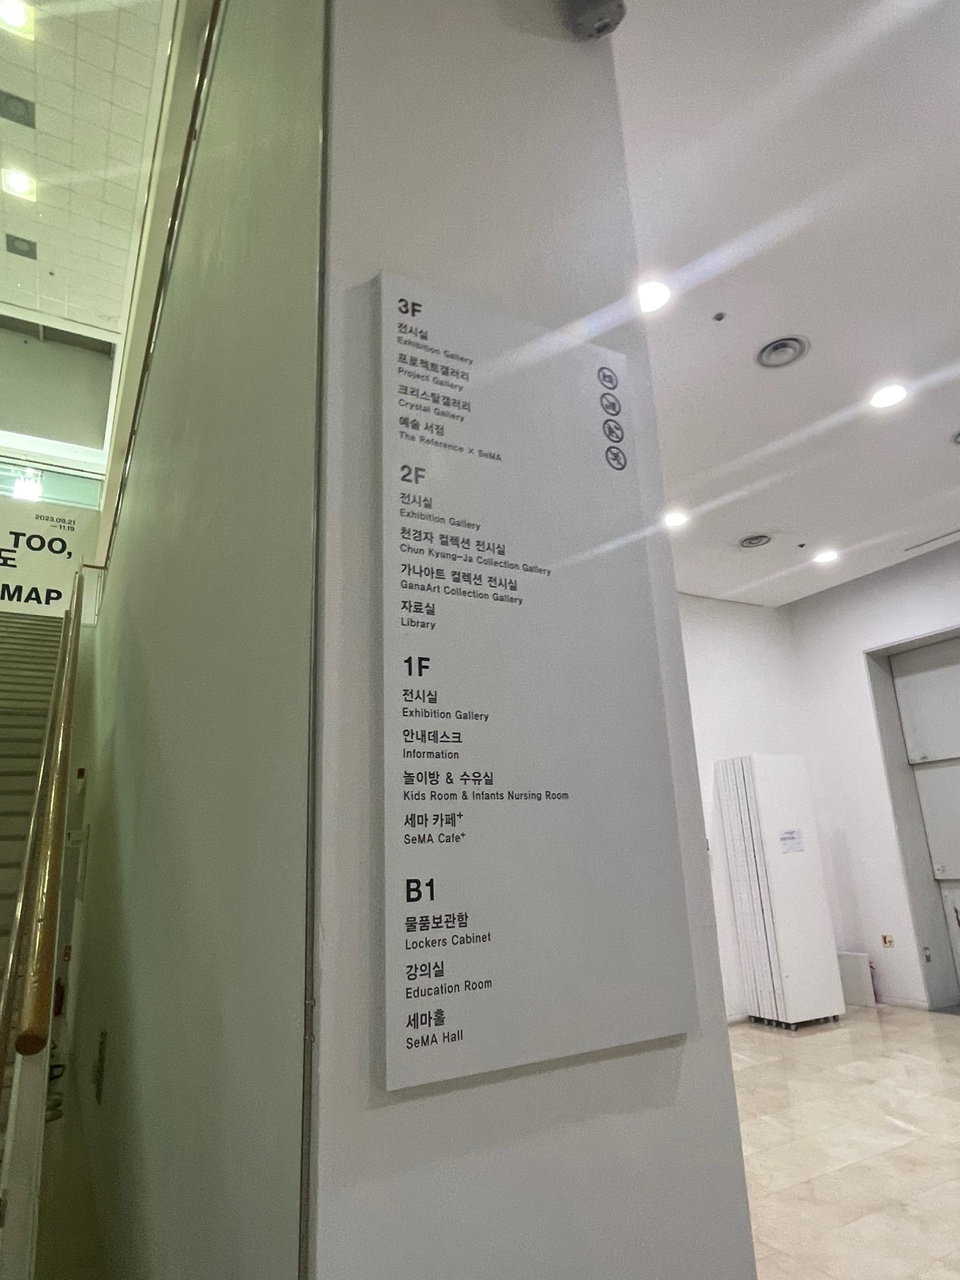 3F
전시실
Exhibition Gallery
프로젝트갤러리
Project Gallery
크리스탈갤러리
Crystal Gallery
예술 서점
The Reference × SeMA
2F
전시실
Exhibition Gallery
천경자 컬렉션 전시실
Chun Kyung-Ja Collection Gallery
가나아트 컬렉션 전시실
GanaArt Collection Gallery
자료실
Library
1F
전시실
Exhibition Gallery
안내데스크
Information
놀이방 & 수유실
Kids Room & Infants Nursing Room
세마 카페+
SeMA Cafe+
B1
물품보관함
Lockers Cabinet
강의실
Education Room
세마홀
SeMA Hall
2023.09.21
—11.19
TOO,
도
MAP